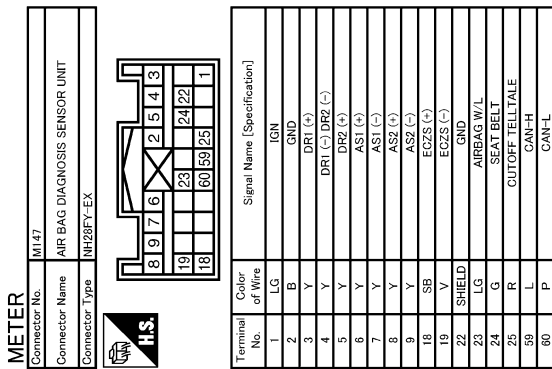 METER
Connector No. M147
Connector Name AIR BAG DIAGNOSIS SENSOR UNIT
Connector Type NH28FY-EX
H.S.
8 9 7 6 2 5 4 3
19 23 24 22
18 60 59 25 1
Terminal No. Color of Wire Signal Name [Specification]
1 LG IGN
2 B GND
3 Y DR1 (+)
4 Y DR1 (-) DR2 (-)
5 Y DR2 (+)
6 Y AS1 (+)
7 Y AS1 (-)
8 Y AS2 (+)
9 Y AS2 (-)
18 SB ECZS (+)
19 V ECZS (-)
22 SHIELD GND
23 LG AIRBAG W/L
24 G SEAT BELT
25 R CUTOFF TELLTALE
59 L CAN-H
60 P CAN-L